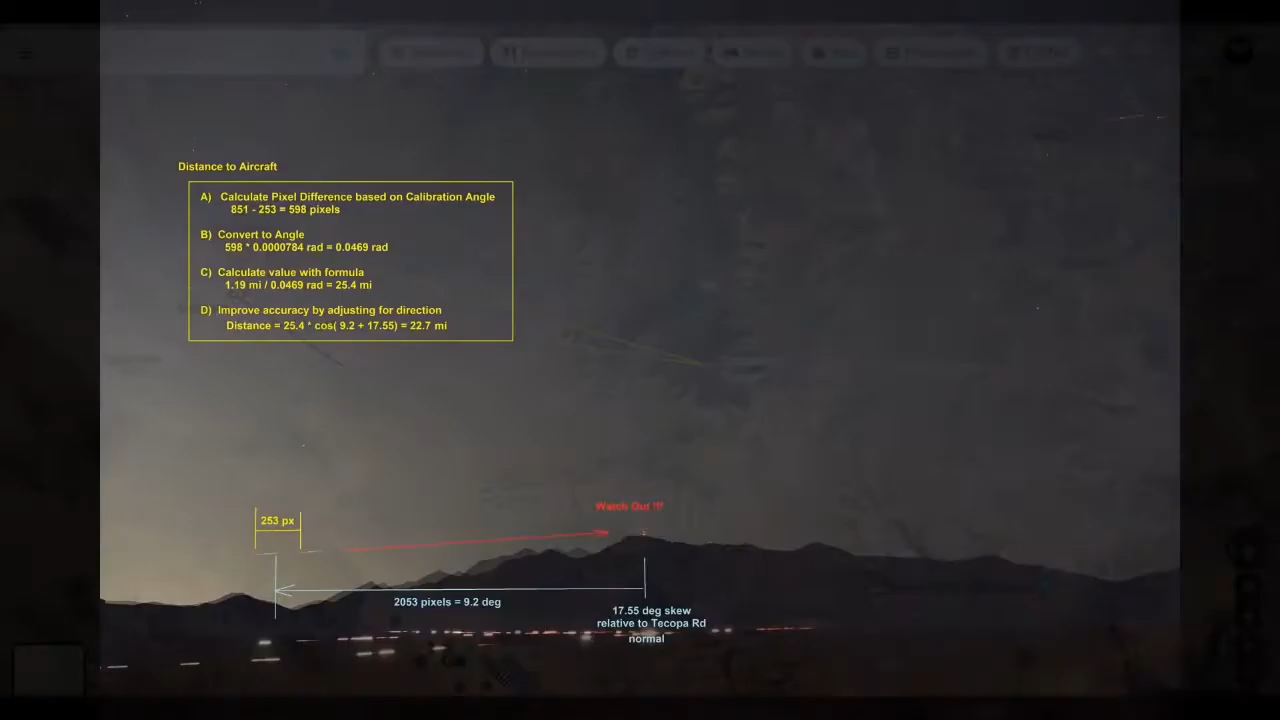 Distance to Aircraft
A) Calculate Pixel Difference based on Calibration Angle
851 - 253 = 598 pixels
B) Convert to Angle
598 * 0.0000784 rad = 0.0469 rad
C) Calculate value with formula
1.19 mi / 0.0469 rad = 25.4 mi
D) Improve accuracy by adjusting for direction
Distance = 25.4 * cos( 9.2 + 17.55) = 22.7 mi
Watch Out !!!
253 px
2053 pixels = 9.2 deg
17.55 deg skew
relative to Tecopa Rd
normal